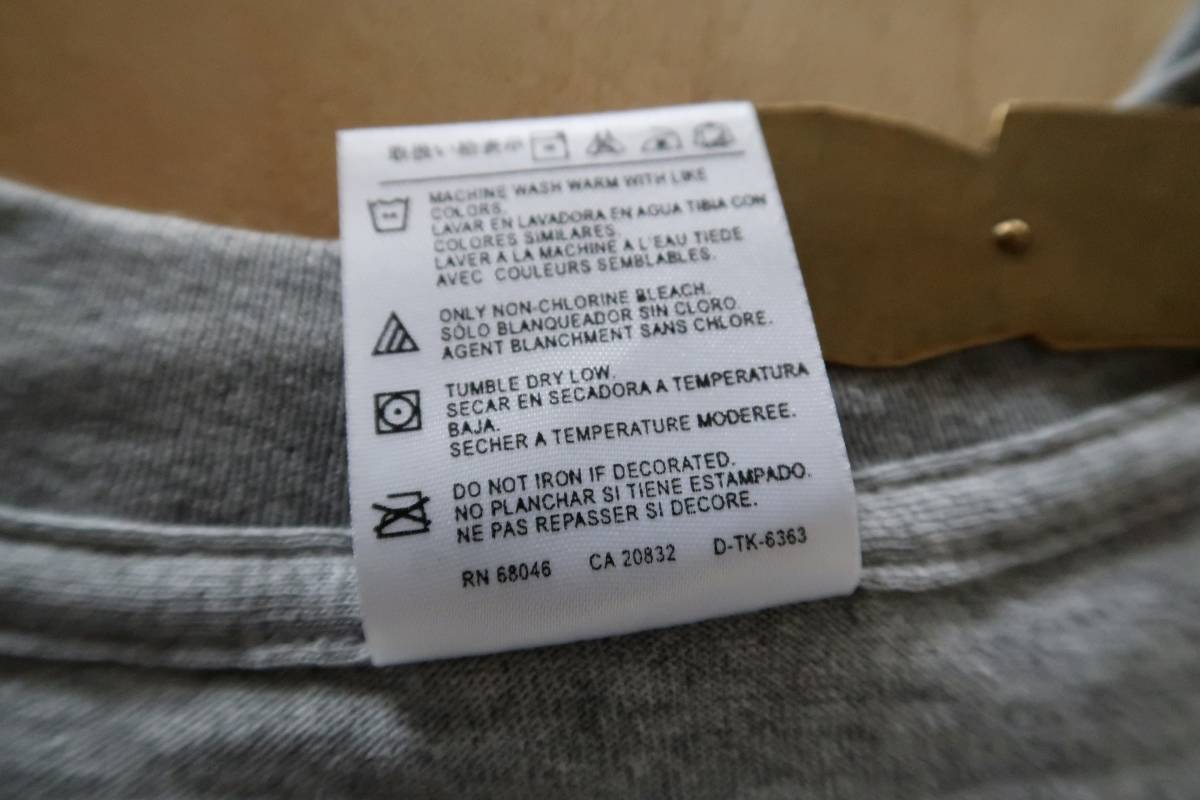 MACHINE WASH WARM WITH LIKE
COLORS.
LAVAR EN LAVADORA EN AGUA TIBIA CON
COLORES SIMILARES.
LAVER A LA MACHINE A L'EAU TIEDE
AVEC COULEURS SEMBLABLES.
ONLY NON-CHLORINE BLEACH.
SÓLO BLANQUEADOR SIN CLORO.
AGENT BLANCHMENT SANS CHLORE.
TUMBLE DRY LOW.
SECAR EN SECADORA A TEMPERATURA
BAJA.
SECHER A TEMPERATURE MODEREE.
DO NOT IRON IF DECORATED.
NO PLANCHAR SI TIENE ESTAMPADO.
NE PAS REPASSER SI DECORE.
RN 68046 CA 20832 D-TK-6363